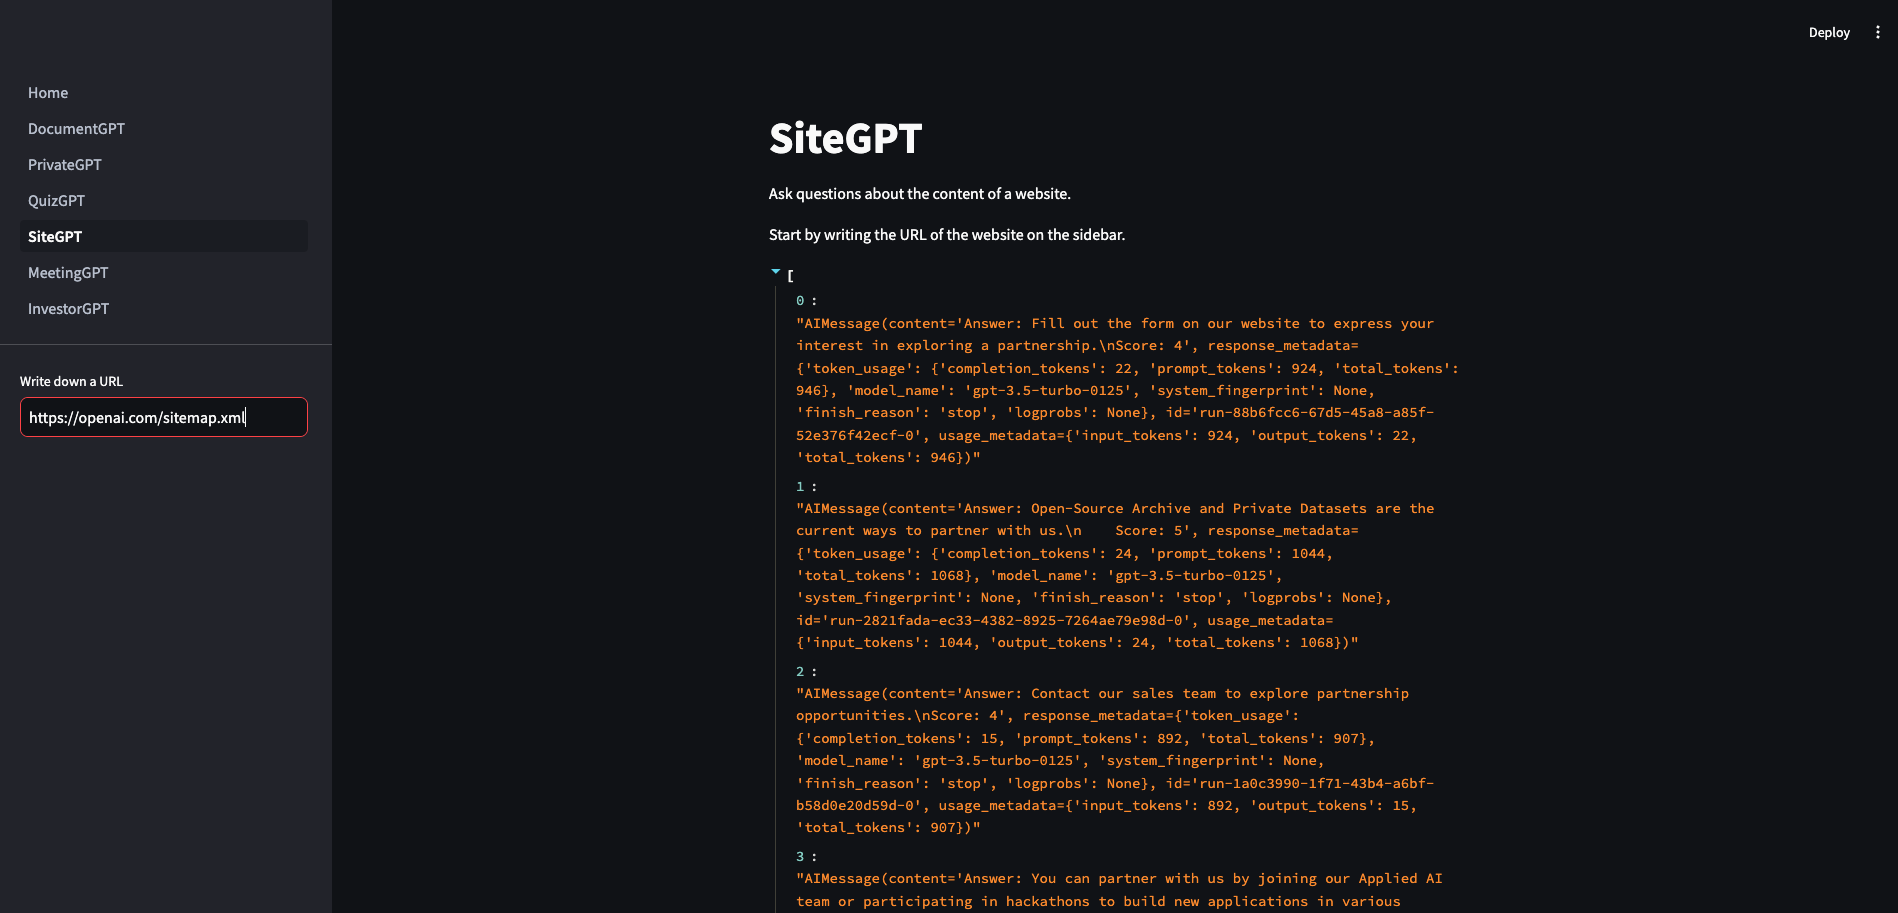 Deploy
Home
DocumentGPT
PrivateGPT
QuizGPT
SiteGPT
MeetingGPT
InvestorGPT
Write down a URL
https://openai.com/sitemap.xml
SiteGPT
Ask questions about the content of a website.
Start by writing the URL of the website on the sidebar.
[
0 :
"AIMessage(content='Answer: Fill out the form on our website to express your
interest in exploring a partnership.\nScore: 4', response_metadata=
{'token_usage': {'completion_tokens': 22, 'prompt_tokens': 924, 'total_tokens':
946}, 'model_name': 'gpt-3.5-turbo-0125', 'system_fingerprint': None,
'finish_reason': 'stop', 'logprobs': None}, id='run-88b6fcc6-67d5-45a8-a85f-
52e376f42ecf-0', usage_metadata={'input_tokens': 924, 'output_tokens': 22,
'total_tokens': 946})"
1 :
"AIMessage(content='Answer: Open-Source Archive and Private Datasets are the
current ways to partner with us.\n    Score: 5', response_metadata=
{'token_usage': {'completion_tokens': 24, 'prompt_tokens': 1044,
'total_tokens': 1068}, 'model_name': 'gpt-3.5-turbo-0125',
'system_fingerprint': None, 'finish_reason': 'stop', 'logprobs': None},
id='run-2821fada-ec33-4382-8925-7264ae79e98d-0', usage_metadata=
{'input_tokens': 1044, 'output_tokens': 24, 'total_tokens': 1068})"
2 :
"AIMessage(content='Answer: Contact our sales team to explore partnership
opportunities.\nScore: 4', response_metadata={'token_usage':
{'completion_tokens': 15, 'prompt_tokens': 892, 'total_tokens': 907},
'model_name': 'gpt-3.5-turbo-0125', 'system_fingerprint': None,
'finish_reason': 'stop', 'logprobs': None}, id='run-1a0c3990-1f71-43b4-a6bf-
b58d0e20d59d-0', usage_metadata={'input_tokens': 892, 'output_tokens': 15,
'total_tokens': 907})"
3 :
"AIMessage(content='Answer: You can partner with us by joining our Applied AI
team or participating in hackathons to build new applications in various